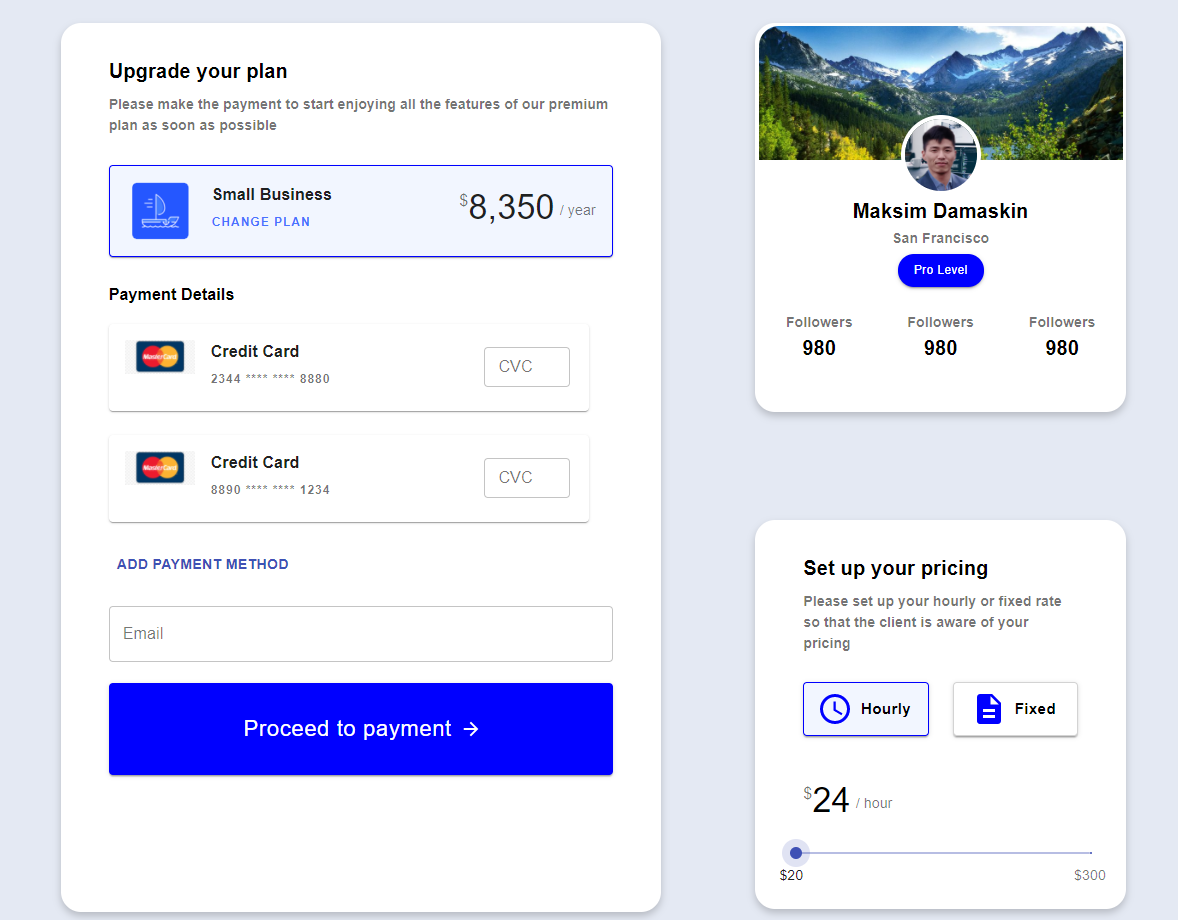 Upgrade your plan
Please make the payment to start enjoying all the features of our premium
plan as soon as possible
Small Business
CHANGE PLAN
$8,350 / year
Payment Details
MasterCard
Credit Card
2344 **** **** 8880
CVC
MasterCard
Credit Card
8890 **** **** 1234
CVC
ADD PAYMENT METHOD
Email
Proceed to payment →
Maksim Damaskin
San Francisco
Pro Level
Followers Followers Followers
980 980 980
Set up your pricing
Please set up your hourly or fixed rate
so that the client is aware of your
pricing
Hourly Fixed
$24 / hour
$20 $300